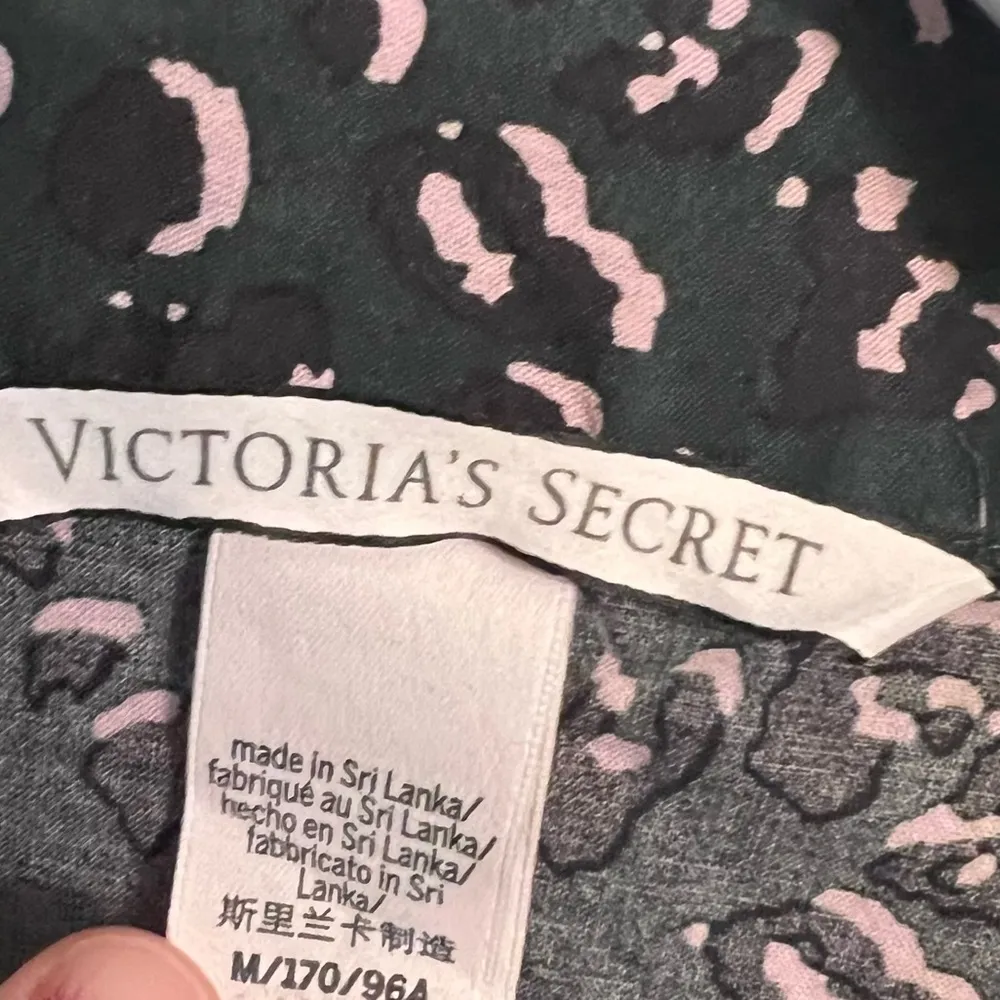 VICTORIA'S SECRET
made in Sri Lanka/
fabriqué au Sri Lanka/
hecho en Sri Lanka/
fabbricato in Sri
Lanka/
斯里兰卡制造
M/170/96A